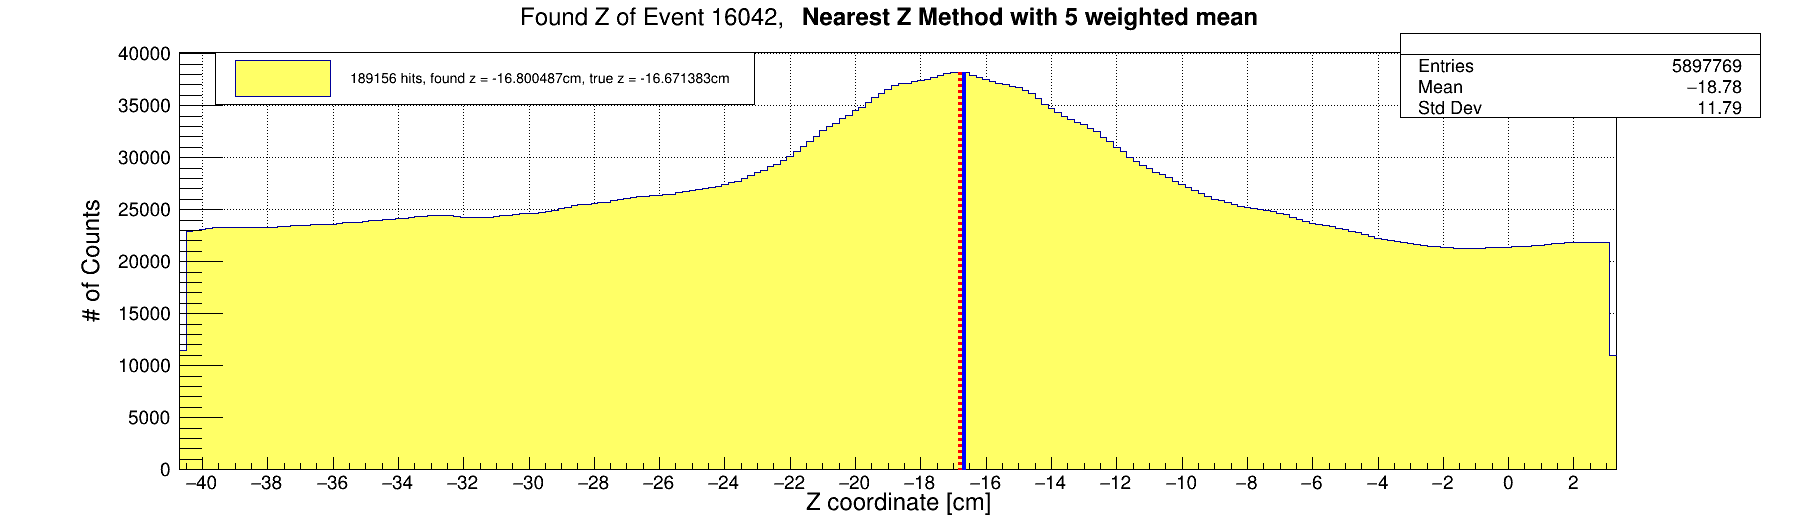 Found Z of Event 16042, Nearest Z Method with 5 weighted mean
189156 hits, found z = -16.800487cm, true z = -16.671383cm
Entries 5897769
Mean −18.78
Std Dev 11.79
# of Counts
40000
35000
30000
25000
20000
15000
10000
5000
0
−40 −38 −36 −34 −32 −30 −28 −26 −24 −22 −20 −18 −16 −14 −12 −10 −8 −6 −4 −2 0 2
Z coordinate [cm]